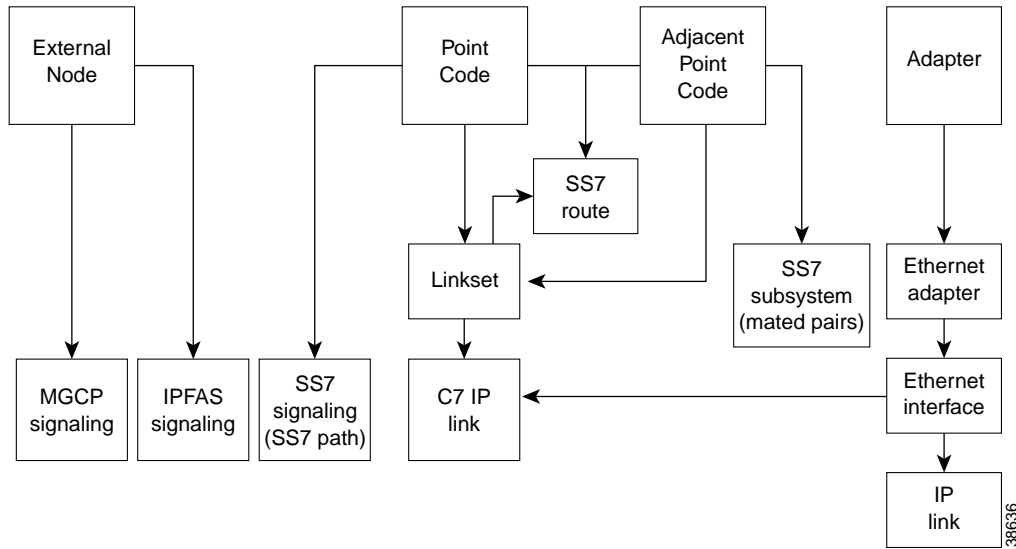 External
Node
Point
Code
Adjacent
Point
Code
Adapter
SS7
route
Linkset
SS7
subsystem
(mated pairs)
Ethernet
adapter
MGCP
signaling
IPFAS
signaling
SS7
signaling
(SS7 path)
C7 IP
link
Ethernet
interface
IP
link
38636